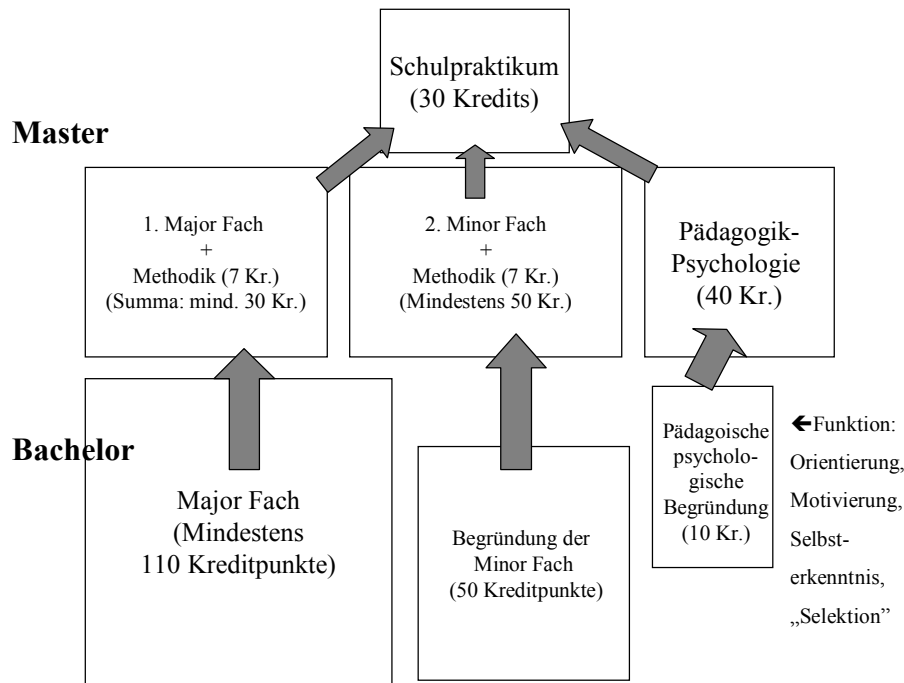 Schulpraktikum
(30 Kredits)
Master
1. Major Fach
+
Methodik (7 Kr.)
(Summa: mind. 30 Kr.)
2. Minor Fach
+
Methodik (7 Kr.)
(Mindestens 50 Kr.)
Pädagogik-
Psychologie
(40 Kr.)
Bachelor
Major Fach
(Mindestens
110 Kreditpunkte)
Begründung der
Minor Fach
(50 Kreditpunkte)
Pädagoische
psycholo-
gische
Begründung
(10 Kr.)
←Funktion:
Orientierung,
Motivierung,
Selbst-
erkenntnis,
„Selektion”